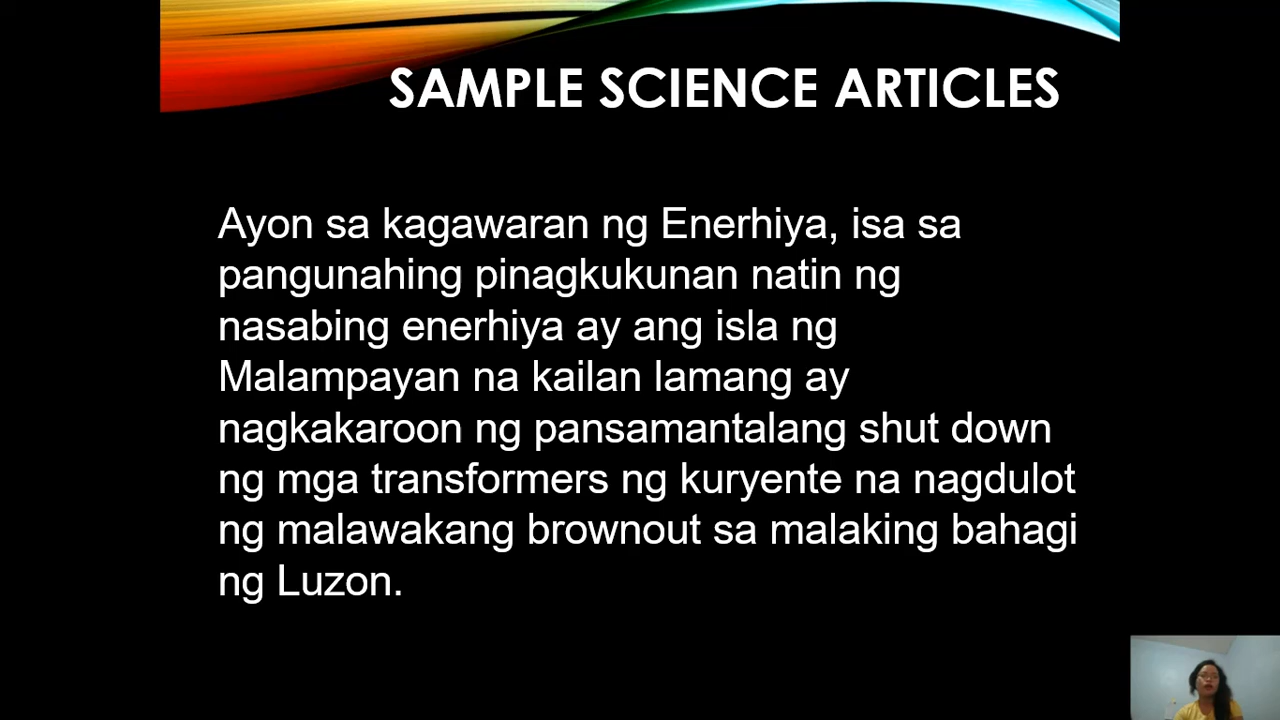 SAMPLE SCIENCE ARTICLES
Ayon sa kagawaran ng Enerhiya, isa sa
pangunahing pinagkukunan natin ng
nasabing enerhiya ay ang isla ng
Malampayan na kailan lamang ay
nagkakaroon ng pansamantalang shut down
ng mga transformers ng kuryente na nagdulot
ng malawakang brownout sa malaking bahagi
ng Luzon.